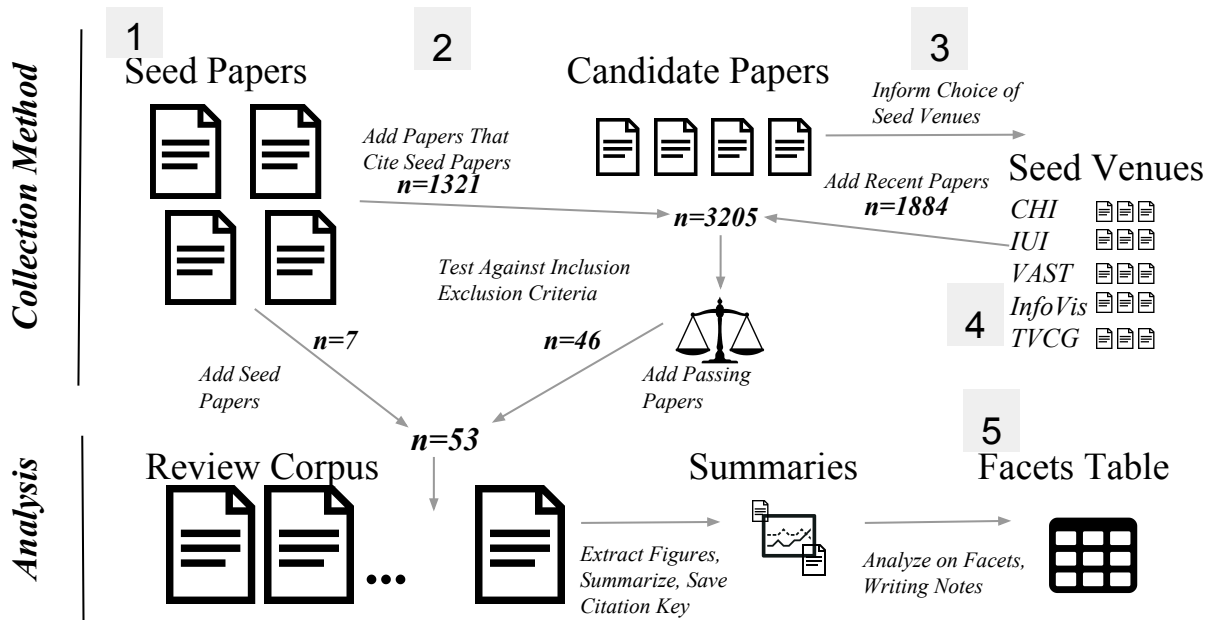 Collection Method
1
Seed Papers
2
Add Papers That
Cite Seed Papers
n=1321
Candidate Papers
3
Inform Choice of
Seed Venues
Add Recent Papers
n=1884
n=3205
Seed Venues
CHI
IUI
VAST
InfoVis
TVCG
4
Test Against Inclusion
Exclusion Criteria
n=7
Add Seed
Papers
n=46
Add Passing
Papers
n=53
Analysis
Review Corpus
...
Extract Figures,
Summarize, Save
Citation Key
Summaries
Analyze on Facets,
Writing Notes
5
Facets Table